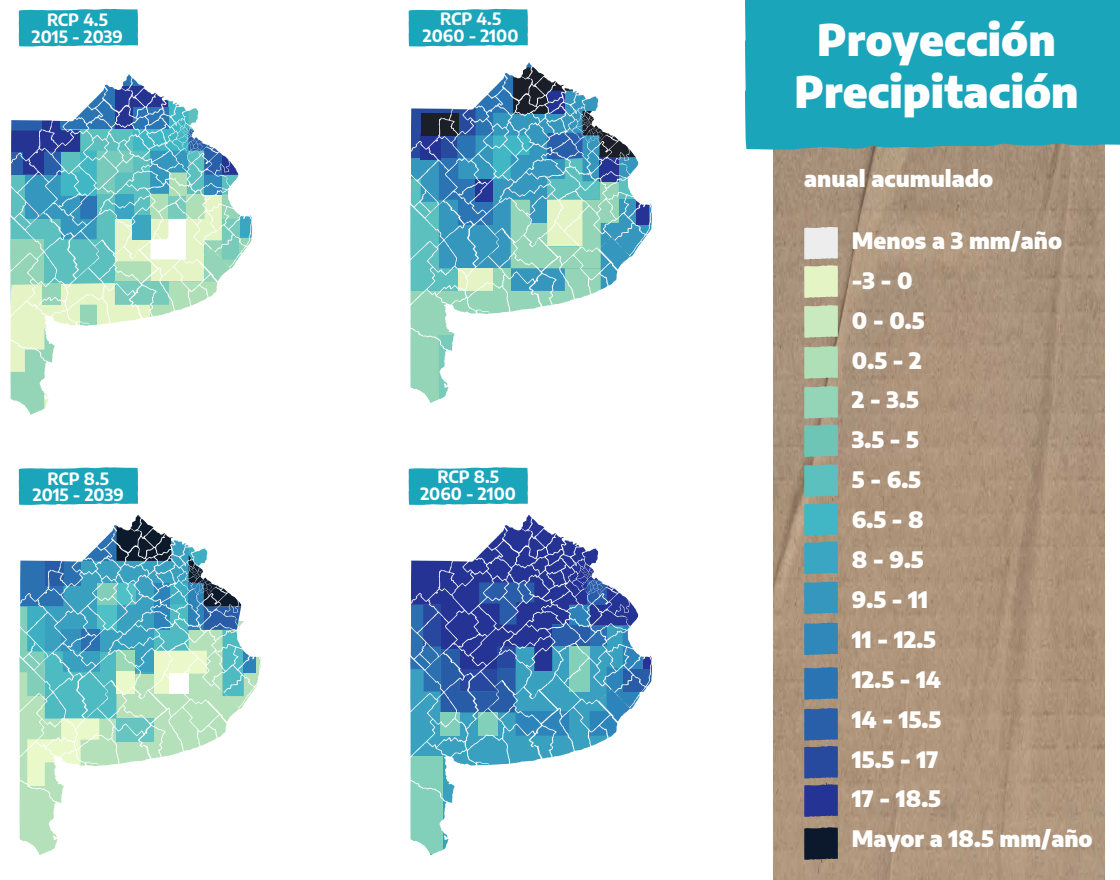 RCP 4.5
2015 - 2039
RCP 4.5
2060 - 2100
RCP 8.5
2015 - 2039
RCP 8.5
2060 - 2100
Proyección
Precipitación
anual acumulado
Menos a 3 mm/año
-3 - 0
0 - 0.5
0.5 - 2
2 - 3.5
3.5 - 5
5 - 6.5
6.5 - 8
8 - 9.5
9.5 - 11
11 - 12.5
12.5 - 14
14 - 15.5
15.5 - 17
17 - 18.5
Mayor a 18.5 mm/año